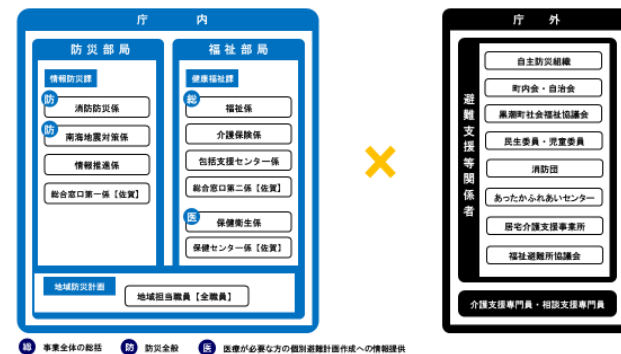 庁 内
防災部局
情報防災課
防
消防防災係
防
南海地震対策係
情報推進係
総合窓口第一係【佐賀】
福祉部局
健康福祉課
総
福祉係
介護保険係
包括支援センター係
総合窓口第二係【佐賀】
医
保健衛生係
保健センター係【佐賀】
地域防災計画
地域担当職員【全職員】
×
庁 外
避難支援等関係者
自主防災組織
町内会・自治会
黒潮町社会福祉協議会
民生委員・児童委員
消防団
あったかふれあいセンター
居宅介護支援事業所
福祉避難所協議会
介護支援専門員・相談支援専門員
総 事業全体の総括 防 防災全般 医 医療が必要な方の個別避難計画作成への情報提供